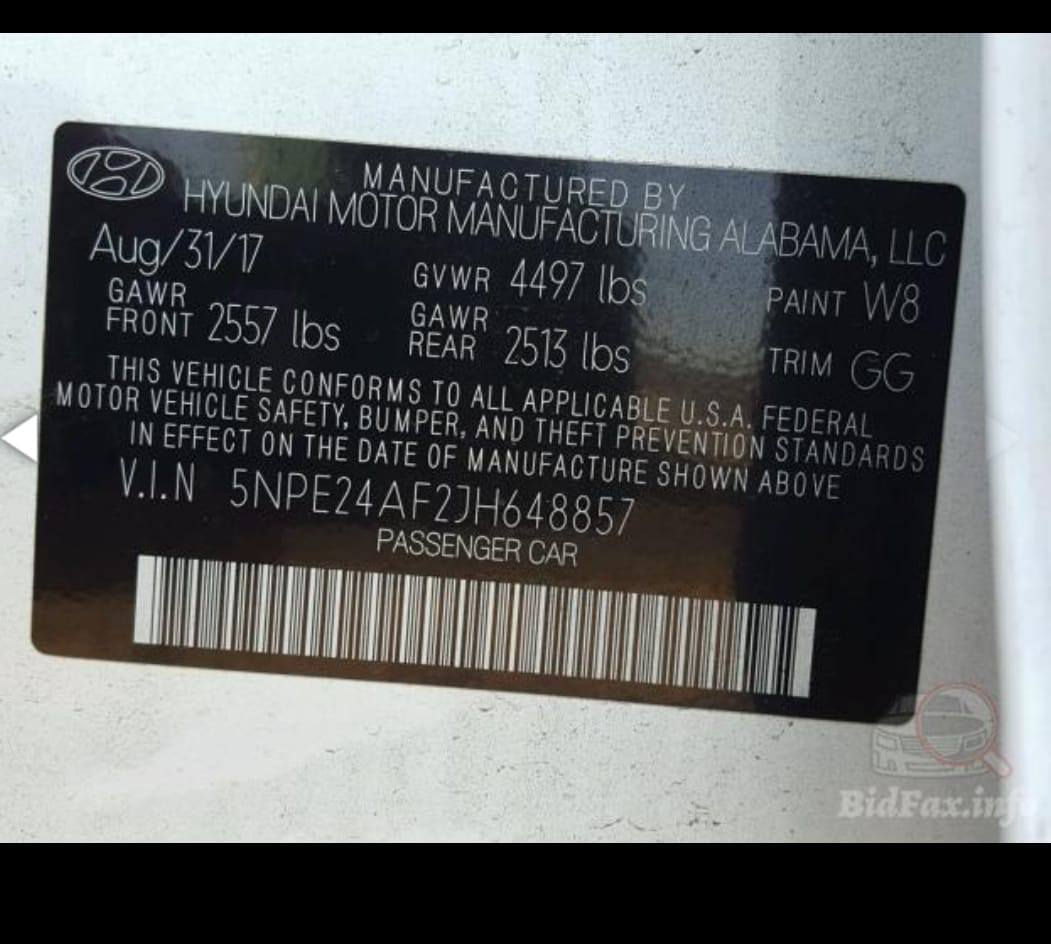 MANUFACTURED BY
HYUNDAI MOTOR MANUFACTURING ALABAMA, LLC
Aug/31/17 GVWR 4497 lbs PAINT W8
GAWR FRONT 2557 lbs GAWR REAR 2513 lbs TRIM GG
THIS VEHICLE CONFORMS TO ALL APPLICABLE U.S.A. FEDERAL
MOTOR VEHICLE SAFETY, BUMPER, AND THEFT PREVENTION STANDARDS
IN EFFECT ON THE DATE OF MANUFACTURE SHOWN ABOVE
V.I.N 5NPE24AF2JH648857
PASSENGER CAR
BidFax.info